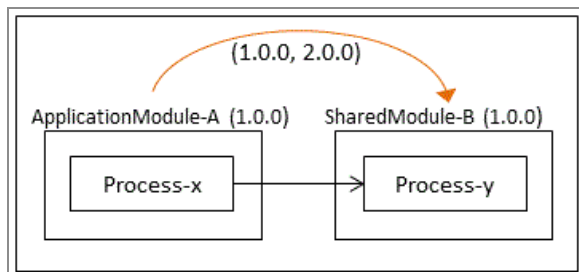 (1.0.0, 2.0.0)
ApplicationModule-A (1.0.0)
SharedModule-B (1.0.0)
Process-x
Process-y